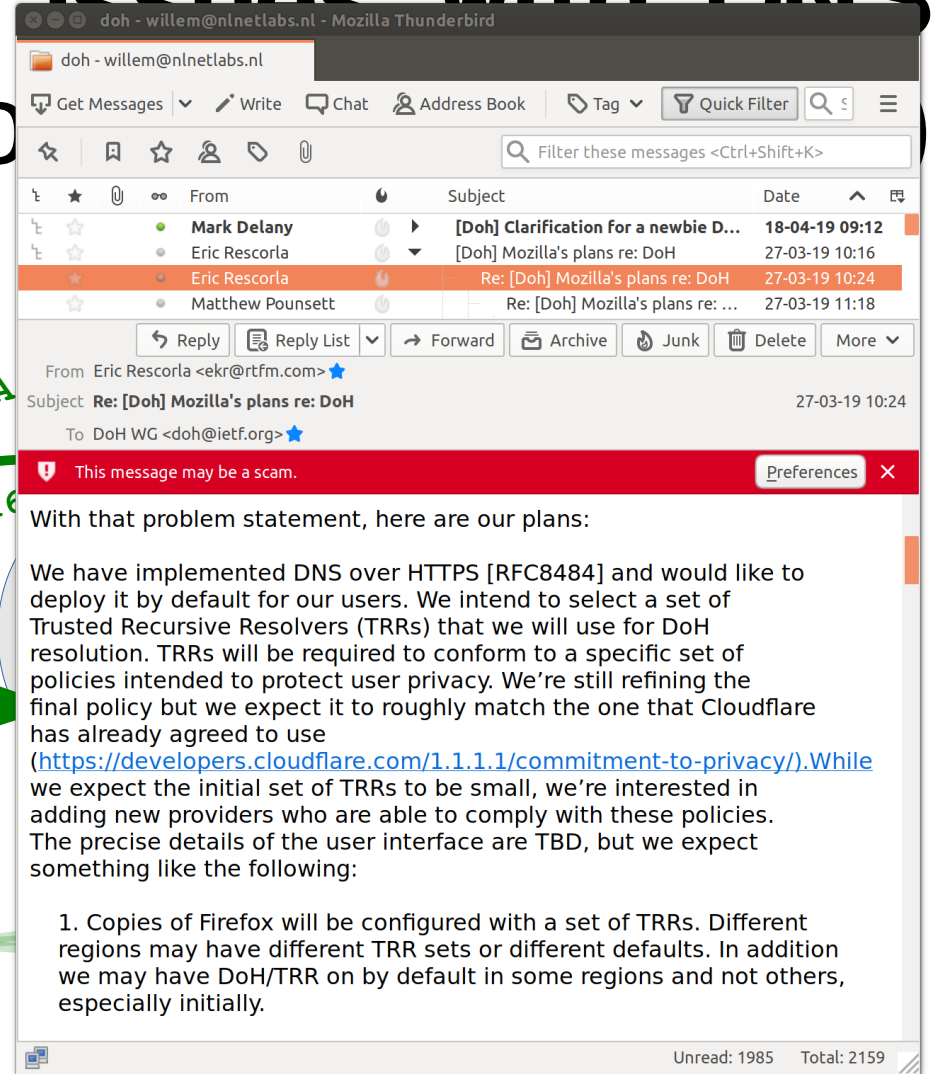 doh - willem@nlnetlabs.nl - Mozilla Thunderbird
doh - willem@nlnetlabs.nl
Get Messages Write Chat Address Book Tag Quick Filter S
Filter these messages <Ctrl+Shift+K>
From Subject Date
Mark Delany [Doh] Clarification for a newbie D... 18-04-19 09:12
Eric Rescorla [Doh] Mozilla's plans re: DoH 27-03-19 10:16
Eric Rescorla Re: [Doh] Mozilla's plans re: DoH 27-03-19 10:24
Matthew Pounsett Re: [Doh] Mozilla's plans re: ... 27-03-19 11:18
Reply Reply List Forward Archive Junk Delete More
From Eric Rescorla <ekr@rtfm.com>
Subject Re: [Doh] Mozilla's plans re: DoH 27-03-19 10:24
To DoH WG <doh@ietf.org>
This message may be a scam. Preferences
With that problem statement, here are our plans:
We have implemented DNS over HTTPS [RFC8484] and would like to
deploy it by default for our users. We intend to select a set of
Trusted Recursive Resolvers (TRRs) that we will use for DoH
resolution. TRRs will be required to conform to a specific set of
policies intended to protect user privacy. We’re still refining the
final policy but we expect it to roughly match the one that Cloudflare
has already agreed to use
(https://developers.cloudflare.com/1.1.1.1/commitment-to-privacy/).While
we expect the initial set of TRRs to be small, we’re interested in
adding new providers who are able to comply with these policies.
The precise details of the user interface are TBD, but we expect
something like the following:
1. Copies of Firefox will be configured with a set of TRRs. Different
regions may have different TRR sets or different defaults. In addition
we may have DoH/TRR on by default in some regions and not others,
especially initially.
Unread: 1985 Total: 2159